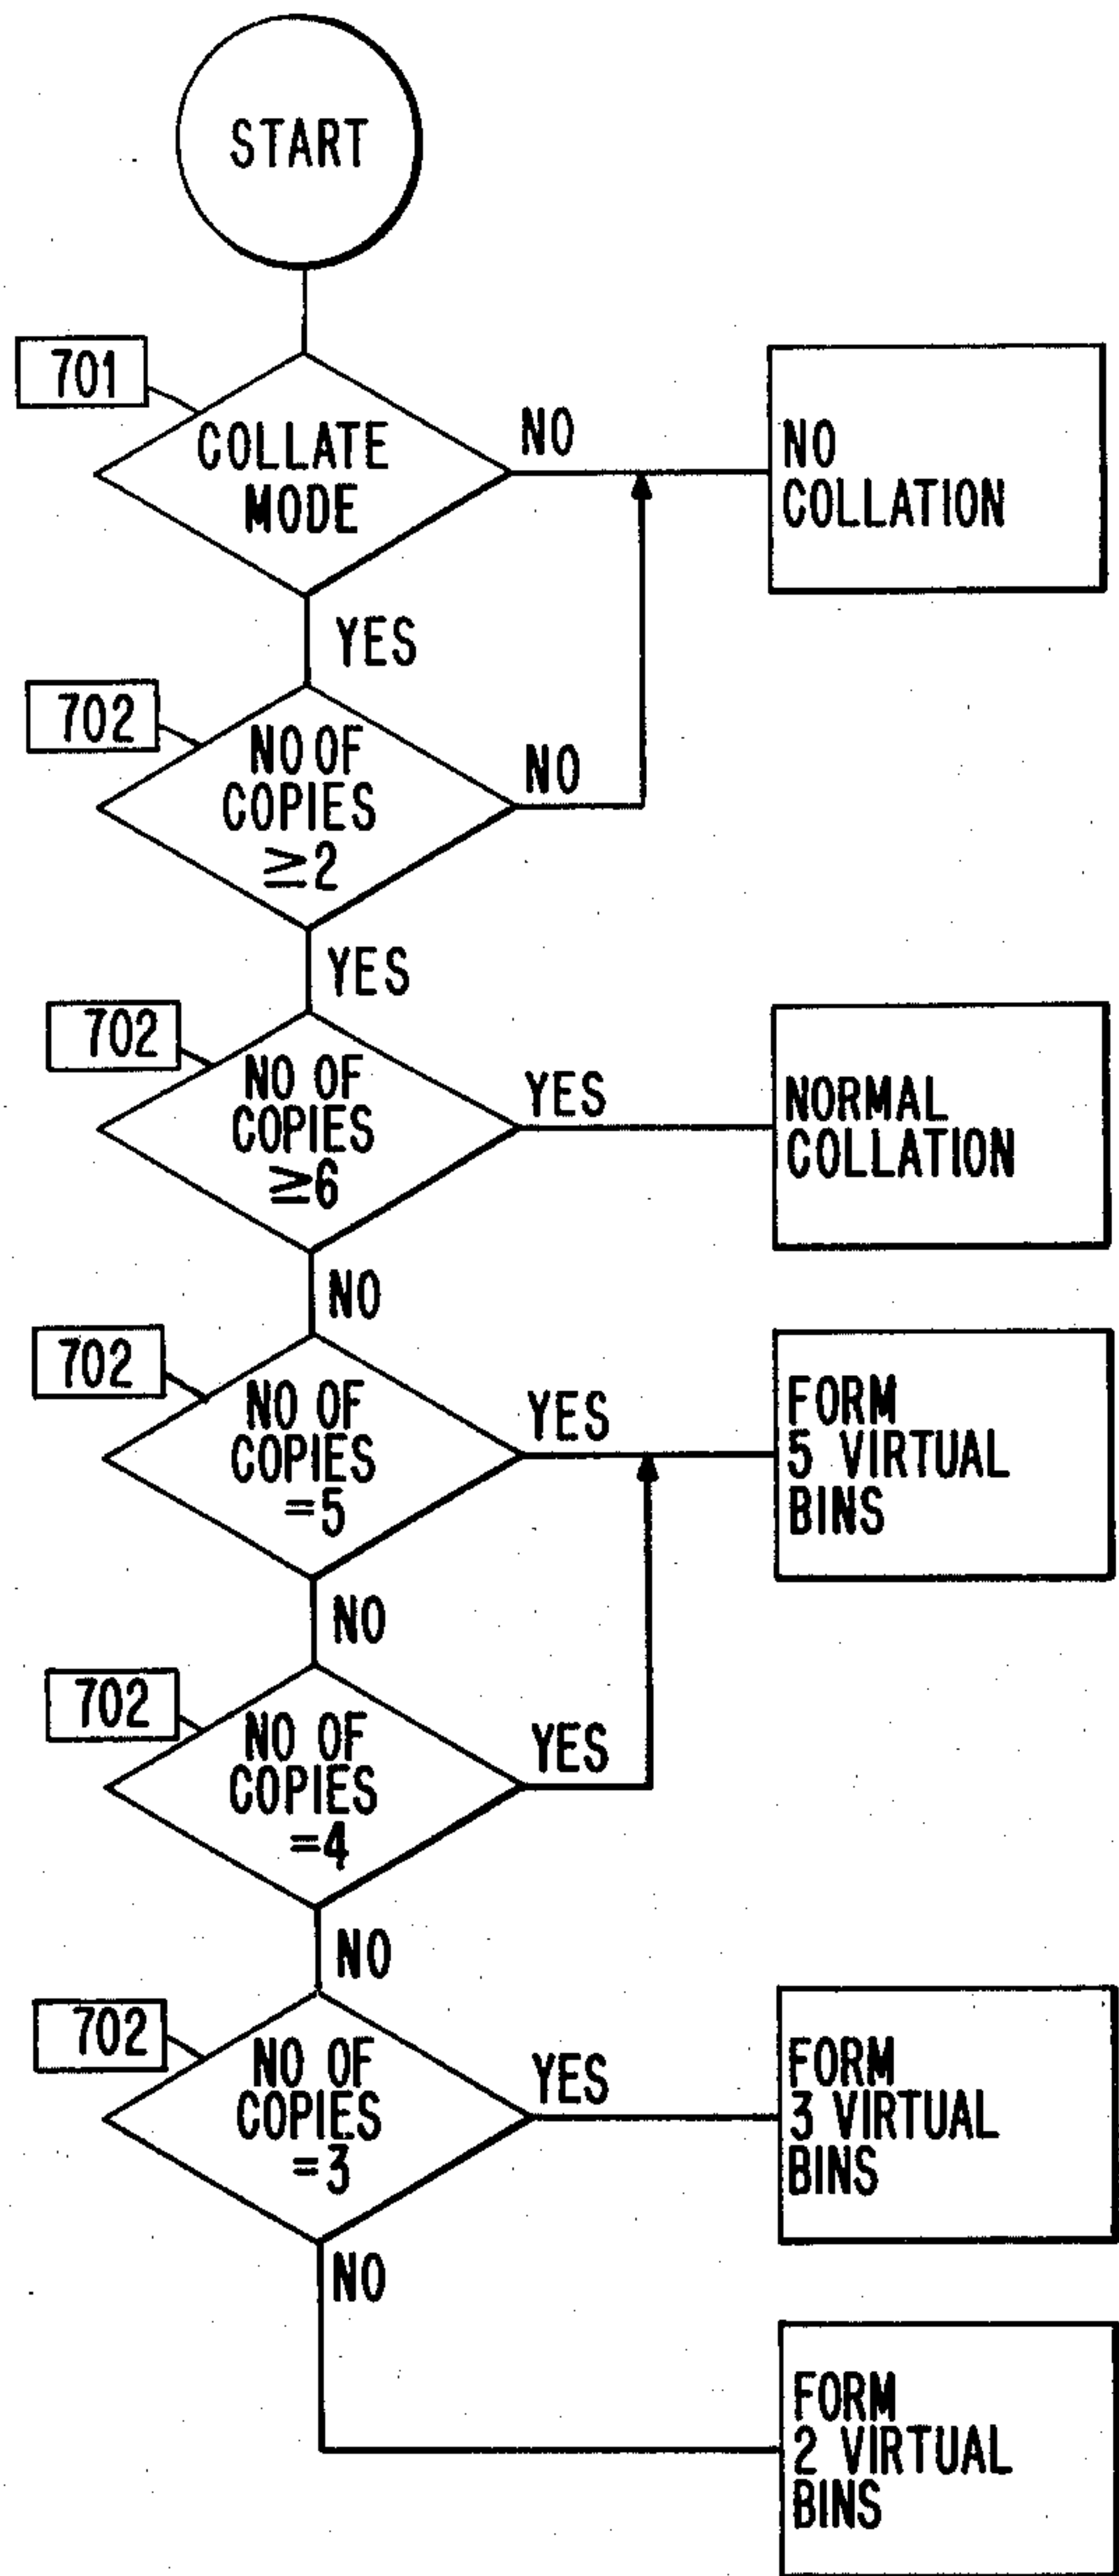 START
701
COLLATE
MODE
NO
NO
COLLATION
YES
702
NO OF
COPIES
≥2
NO
YES
702
NO OF
COPIES
≥6
YES
NORMAL
COLLATION
NO
702
NO OF
COPIES
=5
YES
FORM
5 VIRTUAL
BINS
NO
702
NO OF
COPIES
=4
YES
NO
702
NO OF
COPIES
=3
YES
FORM
3 VIRTUAL
BINS
NO
FORM
2 VIRTUAL
BINS